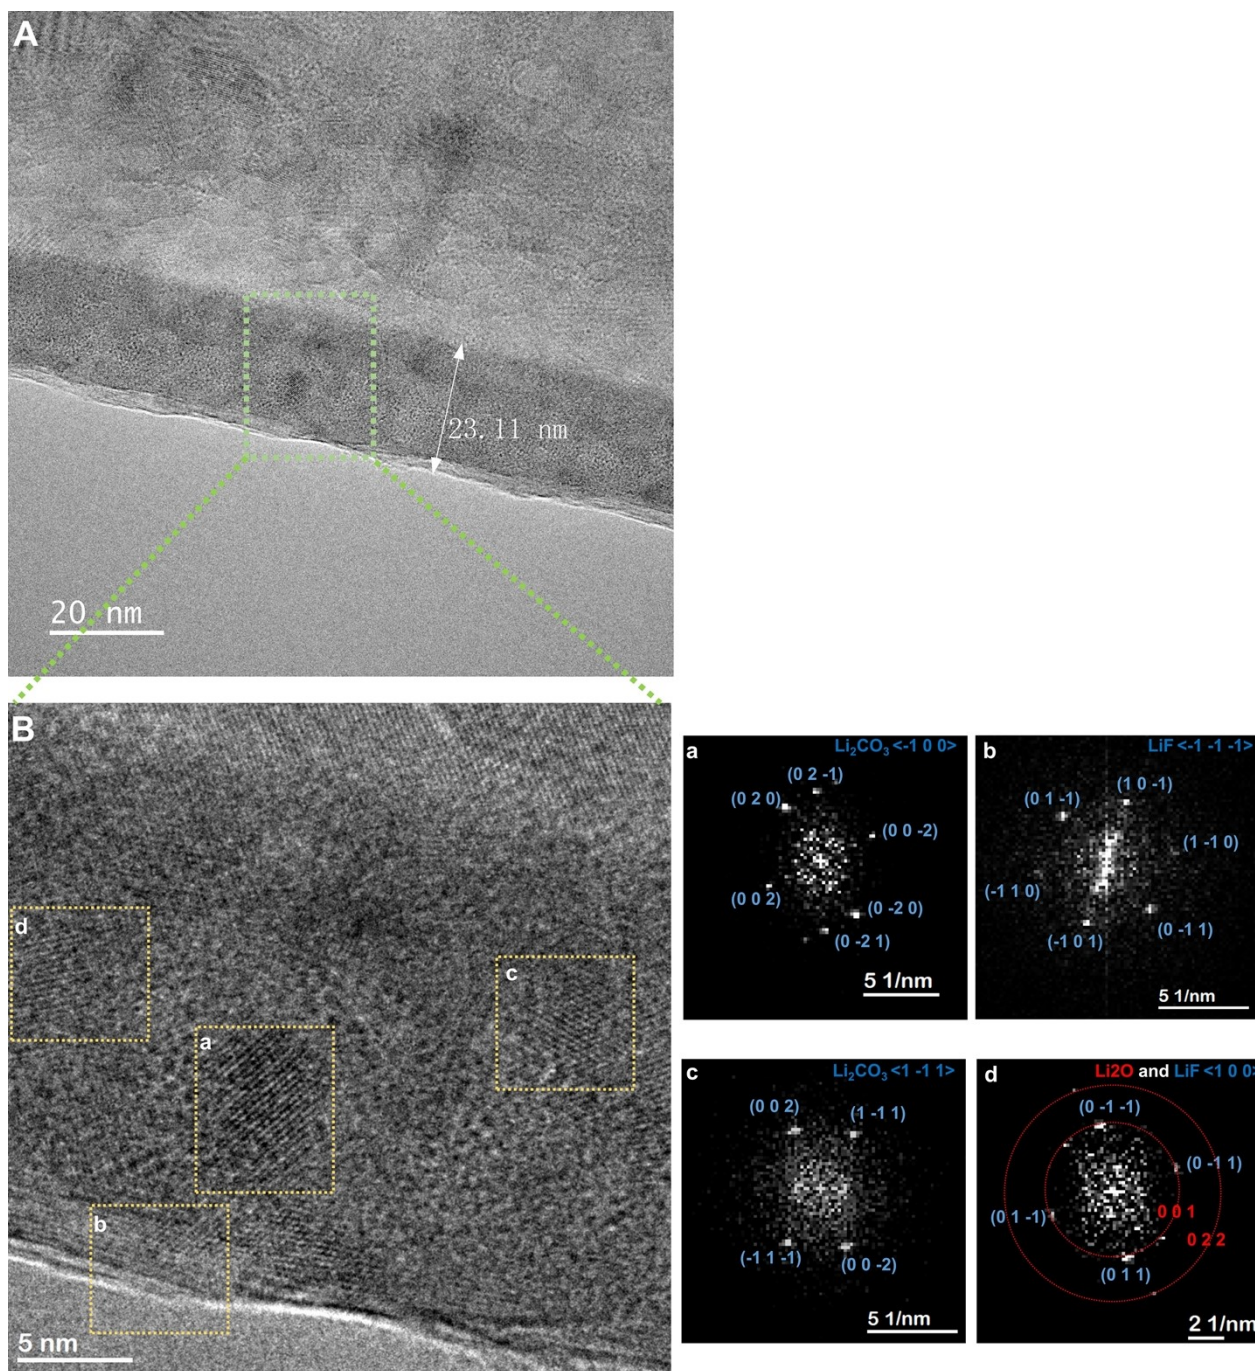 A
23.11 nm
20 nm
B
d
c
a
b
5 nm
a
Li₂CO₃ <-1 0 0>
(0 2 -1)
(0 2 0)
(0 0 -2)
(0 0 2)
(0 -2 0)
(0 -2 1)
5 1/nm
b
LiF <-1 -1 -1>
(1 0 -1)
(0 1 -1)
(1 -1 0)
(-1 1 0)
(-1 0 1)
(0 -1 1)
5 1/nm
c
Li₂CO₃ <1 -1 1>
(0 0 2)
(1 -1 1)
(-1 1 -1)
(0 0 -2)
5 1/nm
d
Li2O and LiF <1 0 0>
(0 -1 -1)
(0 -1 1)
(0 1 -1)
0 0 1
0 2 2
(0 1 1)
2 1/nm